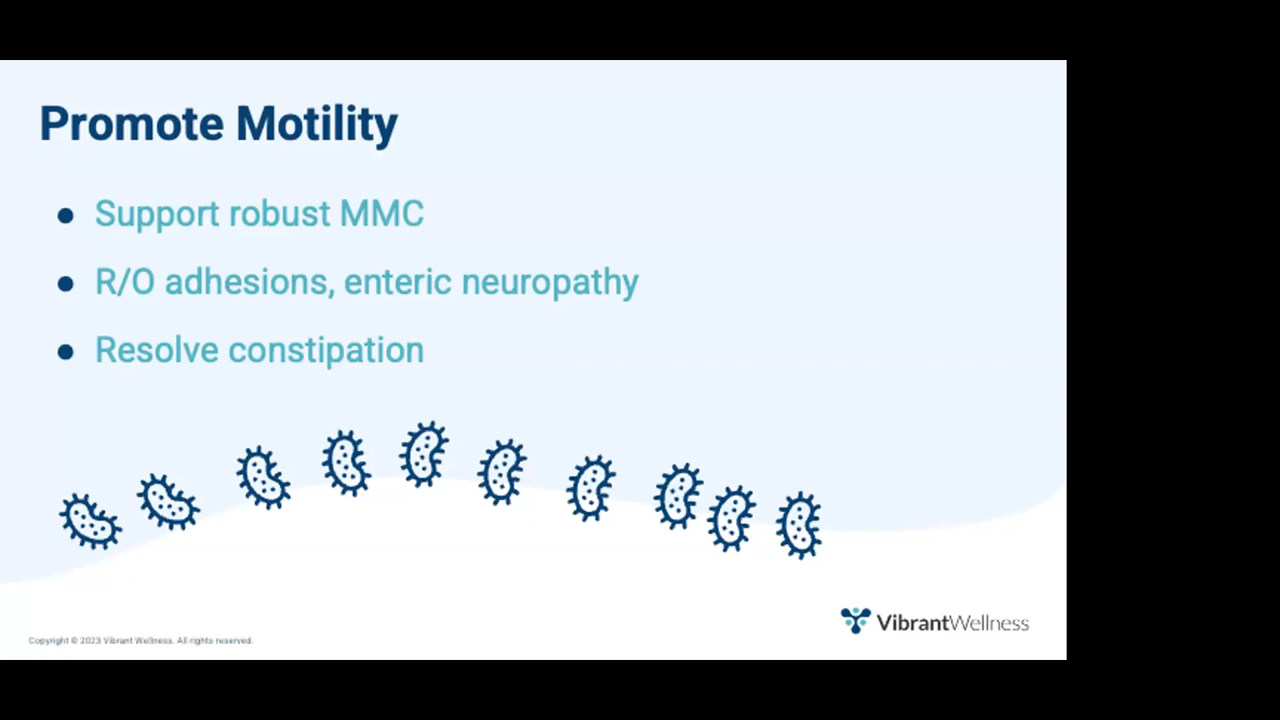 Promote Motility
● Support robust MMC
● R/O adhesions, enteric neuropathy
● Resolve constipation
VibrantWellness
Copyright © 2023 Vibrant Wellness. All rights reserved.